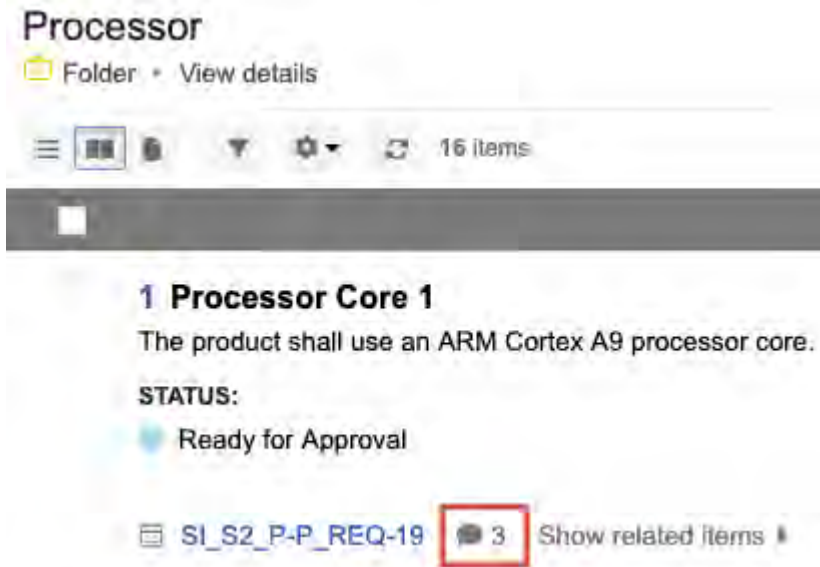 Processor
Folder • View details
16 items
1 Processor Core 1
The product shall use an ARM Cortex A9 processor core.
STATUS:
Ready for Approval
SI_S2_P-P_REQ-19 3 Show related items